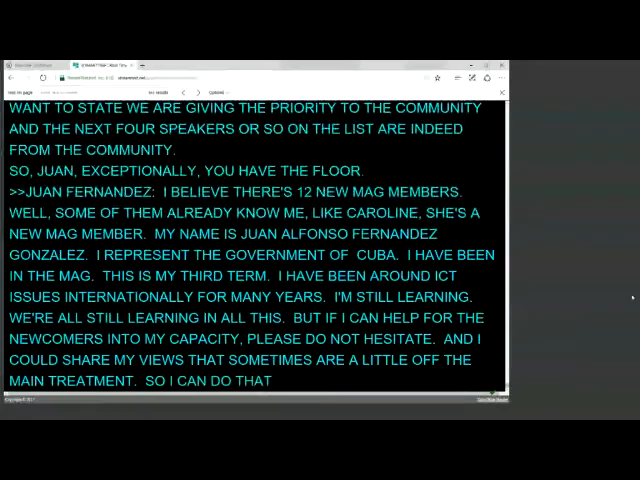 WANT TO STATE WE ARE GIVING THE PRIORITY TO THE COMMUNITY
AND THE NEXT FOUR SPEAKERS OR SO ON THE LIST ARE INDEED
FROM THE COMMUNITY.
SO, JUAN, EXCEPTIONALLY, YOU HAVE THE FLOOR.
>>JUAN FERNANDEZ:  I BELIEVE THERE'S 12 NEW MAG MEMBERS.
WELL, SOME OF THEM ALREADY KNOW ME, LIKE CAROLINE, SHE'S A
NEW MAG MEMBER.  MY NAME IS JUAN ALFONSO FERNANDEZ
GONZALEZ.  I REPRESENT THE GOVERNMENT OF  CUBA.  I HAVE BEEN
IN THE MAG.  THIS IS MY THIRD TERM.  I HAVE BEEN AROUND ICT
ISSUES INTERNATIONALLY FOR MANY YEARS.  I'M STILL LEARNING.
WE'RE ALL STILL LEARNING IN ALL THIS.  BUT IF I CAN HELP FOR THE
NEWCOMERS INTO MY CAPACITY, PLEASE DO NOT HESITATE.  AND I
COULD SHARE MY VIEWS THAT SOMETIMES ARE A LITTLE OFF THE
MAIN TREATMENT.  SO I CAN DO THAT